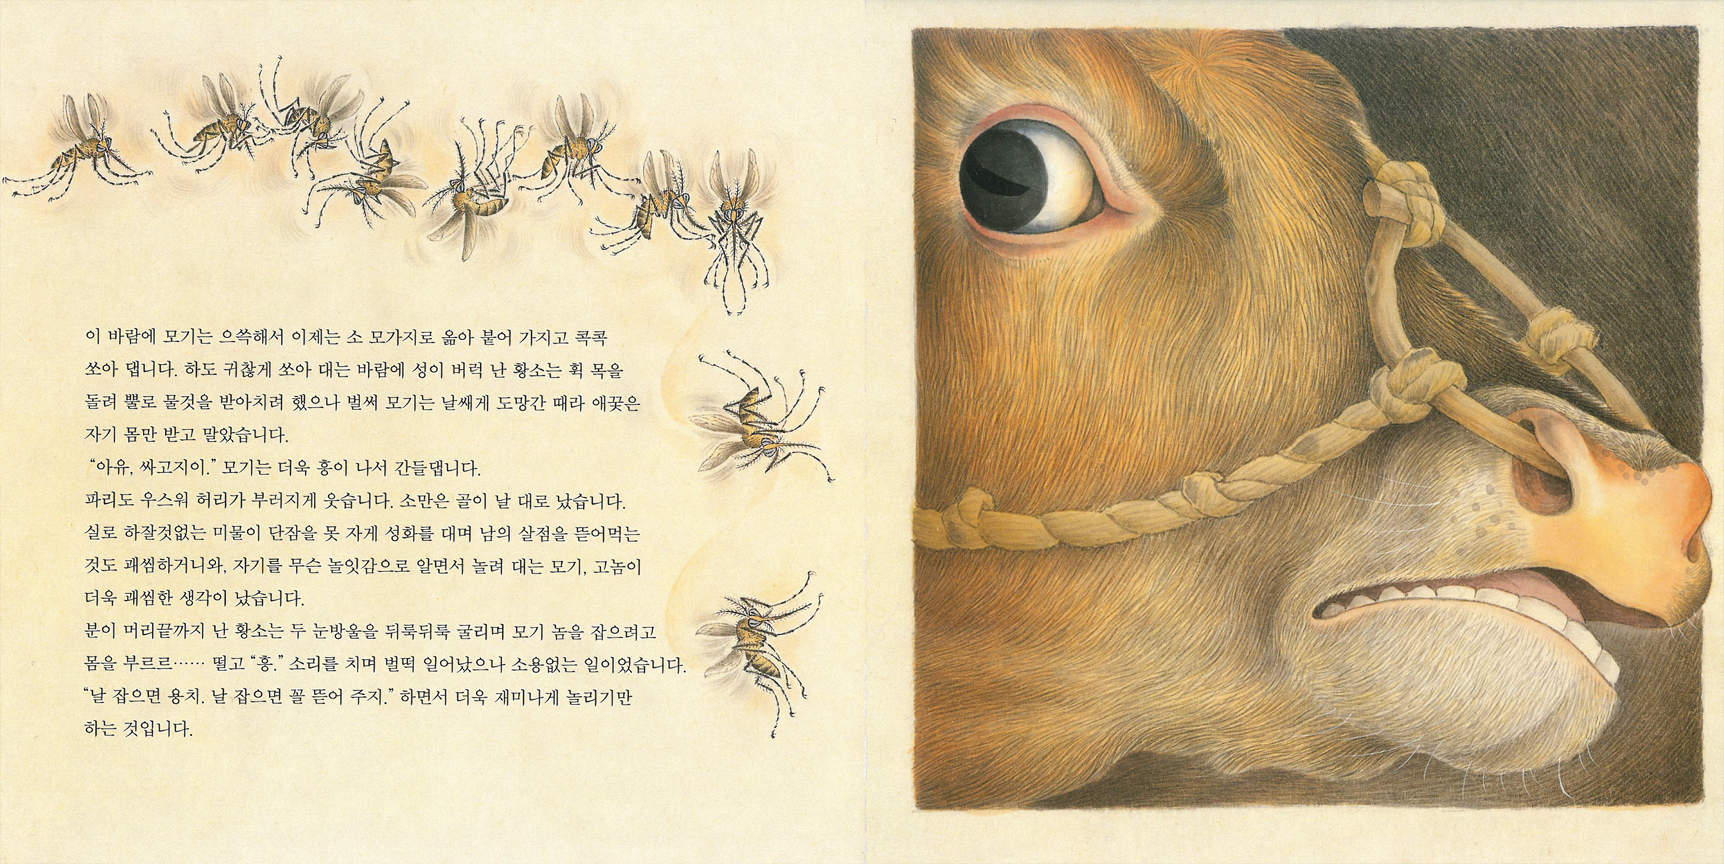 이 바람에 모기는 으쓱해서 이제는 소 모가지로 옮아 붙어 가지고 콕콕
쏘아 댑니다. 하도 귀찮게 쏘아 대는 바람에 성이 버럭 난 황소는 획 목을
돌려 뿔로 물것을 받아치려 했으나 벌써 모기는 날쌔게 도망간 때라 애꿎은
자기 몸만 받고 말았습니다.
“아유, 싸고지이.” 모기는 더욱 흥이 나서 간들댑니다.
파리도 우스워 허리가 부러지게 웃습니다. 소만은 골이 날 대로 났습니다.
실로 하잘것없는 미물이 단잠을 못 자게 성화를 대며 남의 살점을 뜯어먹는
것도 괘씸하거니와, 자기를 무슨 놀잇감으로 알면서 놀려 대는 모기, 고놈이
더욱 괘씸한 생각이 났습니다.
분이 머리끝까지 난 황소는 두 눈방울을 뒤룩뒤룩 굴리며 모기 놈을 잡으려고
몸을 부르르…… 떨고 “흥.” 소리를 치며 벌떡 일어났으나 소용없는 일이었습니다.
“날 잡으면 용치. 날 잡으면 꼴 뜯어 주지.” 하면서 더욱 재미나게 놀리기만
하는 것입니다.